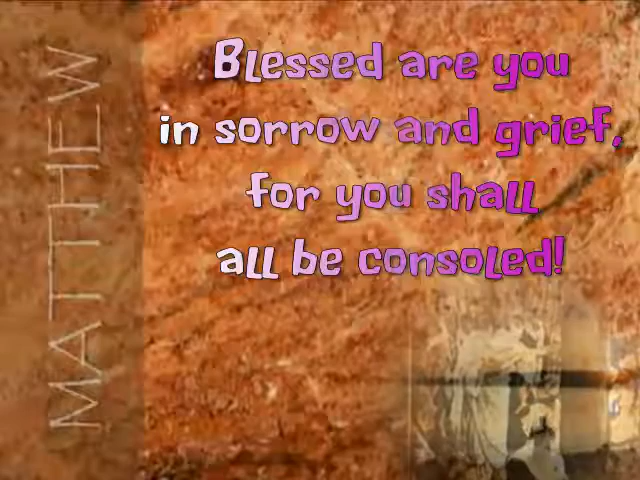 MATTHEW
Blessed are you
in sorrow and grief,
for you shall
all be consoled!